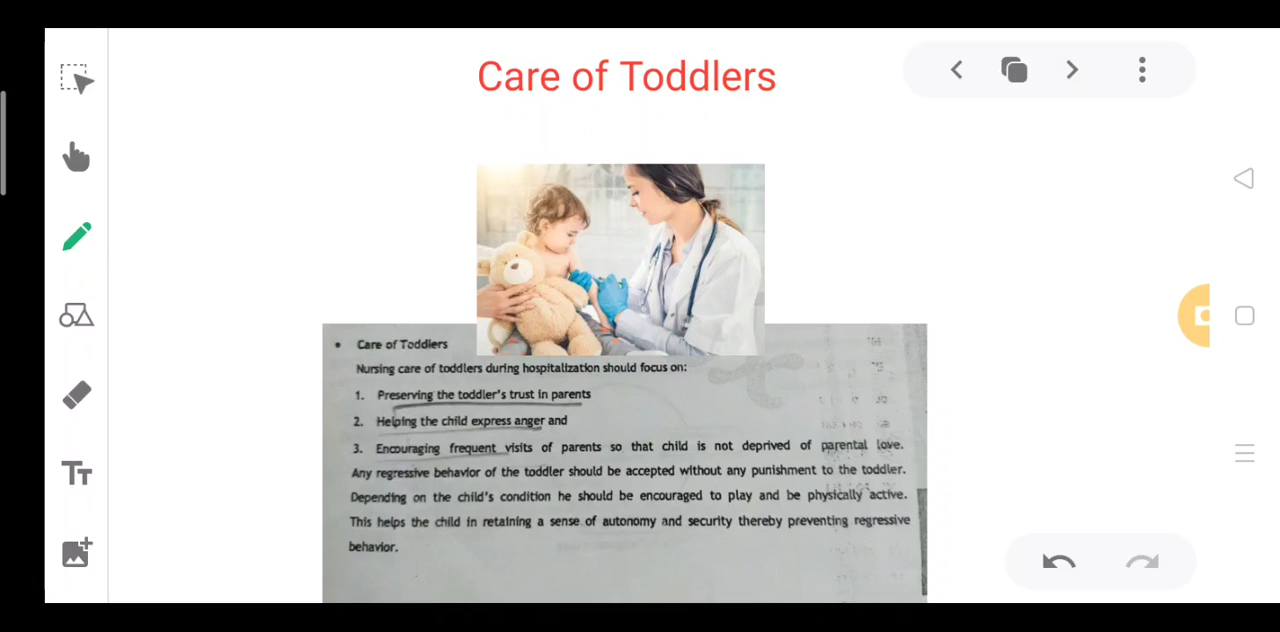 Care of Toddlers
• Care of Toddlers
Nursing care of toddlers during hospitalization should focus on:
1. Preserving the toddler's trust in parents
2. Helping the child express anger and
3. Encouraging frequent visits of parents so that child is not deprived of parental love.
Any regressive behavior of the toddler should be accepted without any punishment to the toddler.
Depending on the child's condition he should be encouraged to play and be physically active.
This helps the child in retaining a sense of autonomy and security thereby preventing regressive
behavior.
TT